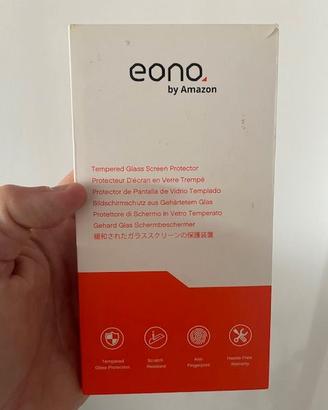 eono
by Amazon
Tempered Glass Screen Protector
Protecteur D'écran en Verre Trempé
Protector de Pantalla de Vidrio Templado
Bildschirmschutz aus Gehärtetem Glas
Protettore di Schermo in Vetro Temperato
Gehard Glas Schermbeschermer
緩和されたガラススクリーンの保護装置
Tempered
Glass Protector
Scratch
Resistant
Anti
Fingerprint
Hassle-Free
Warranty